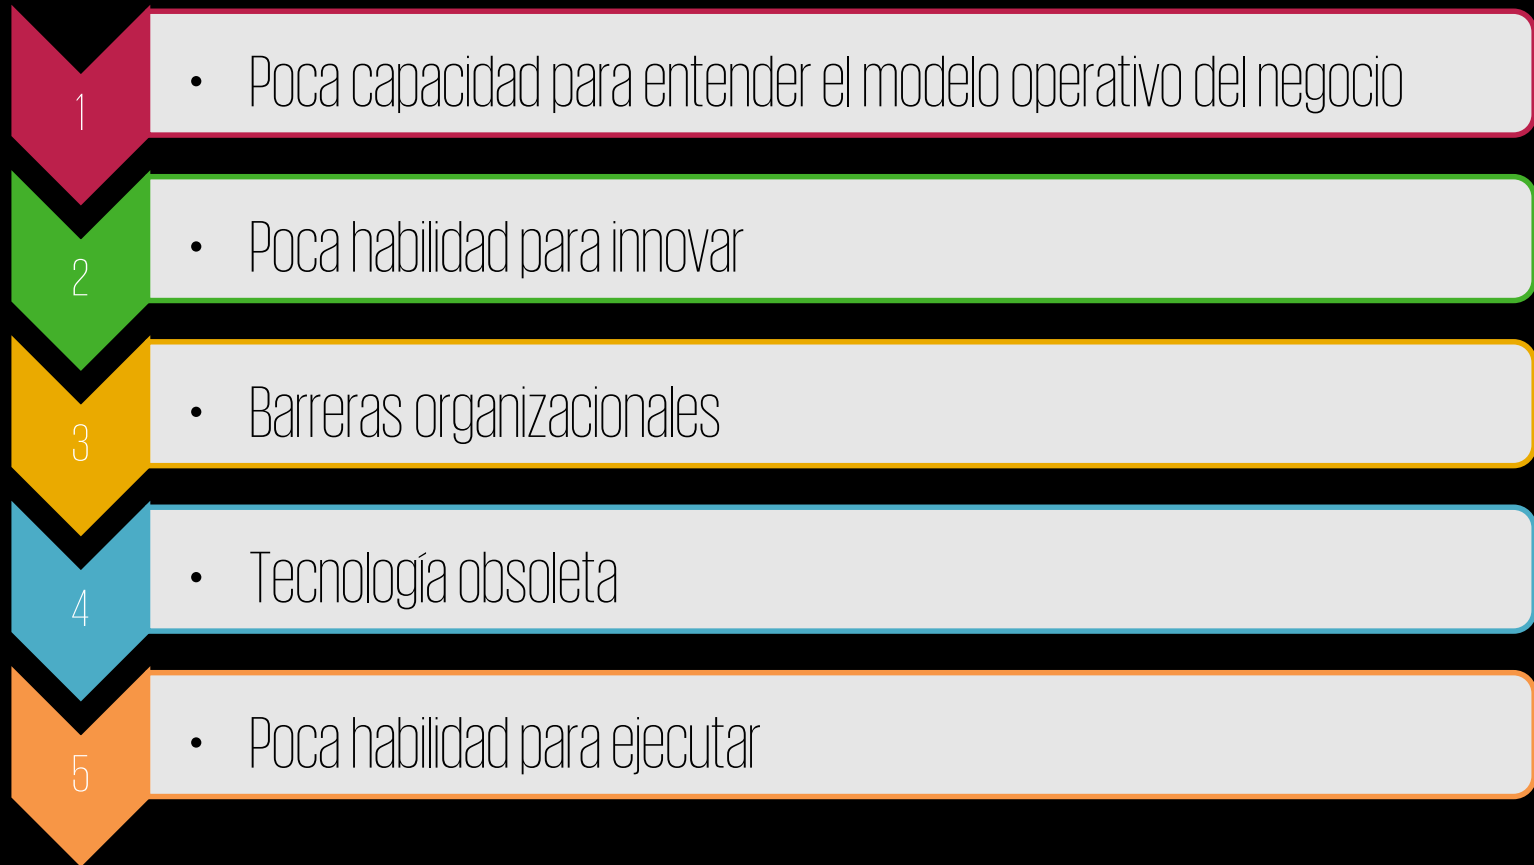 1
• Poca capacidad para entender el modelo operativo del negocio
2
• Poca habilidad para innovar
3
• Barreras organizacionales
4
• Tecnología obsoleta
5
• Poca habilidad para ejecutar